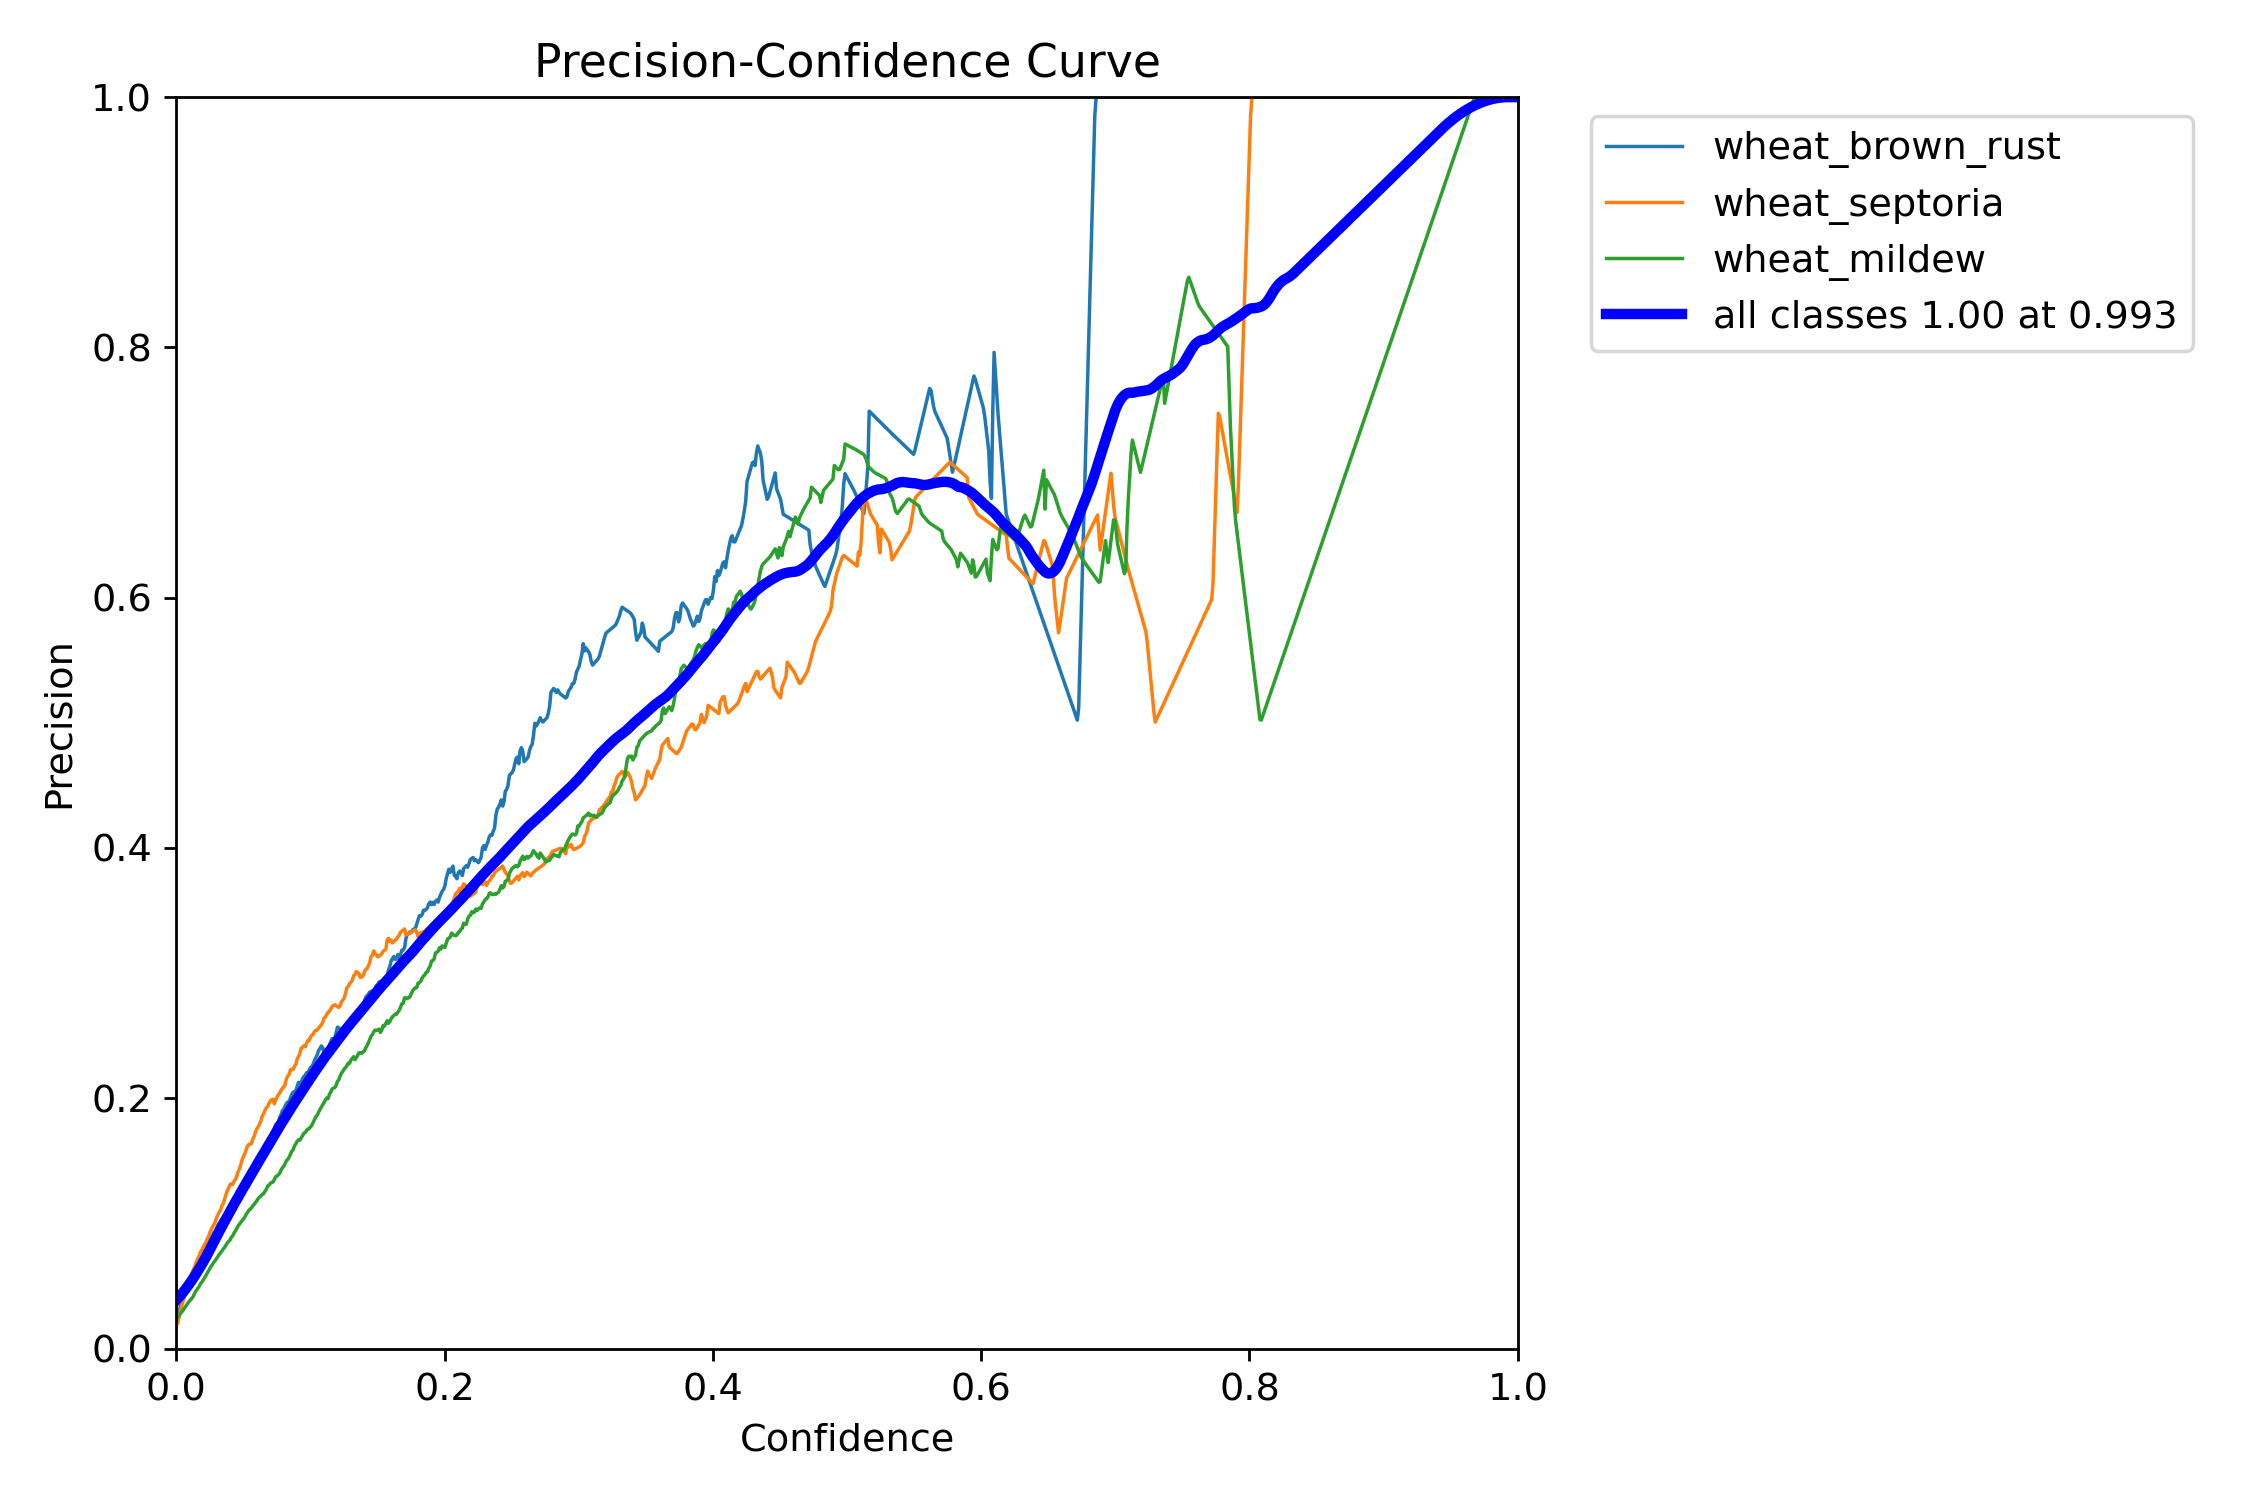 Precision-Confidence Curve
1.0
0.8
0.6
0.4
0.2
0.0
Precision
0.0 0.2 0.4 0.6 0.8 1.0
Confidence
wheat_brown_rust
wheat_septoria
wheat_mildew
all classes 1.00 at 0.993